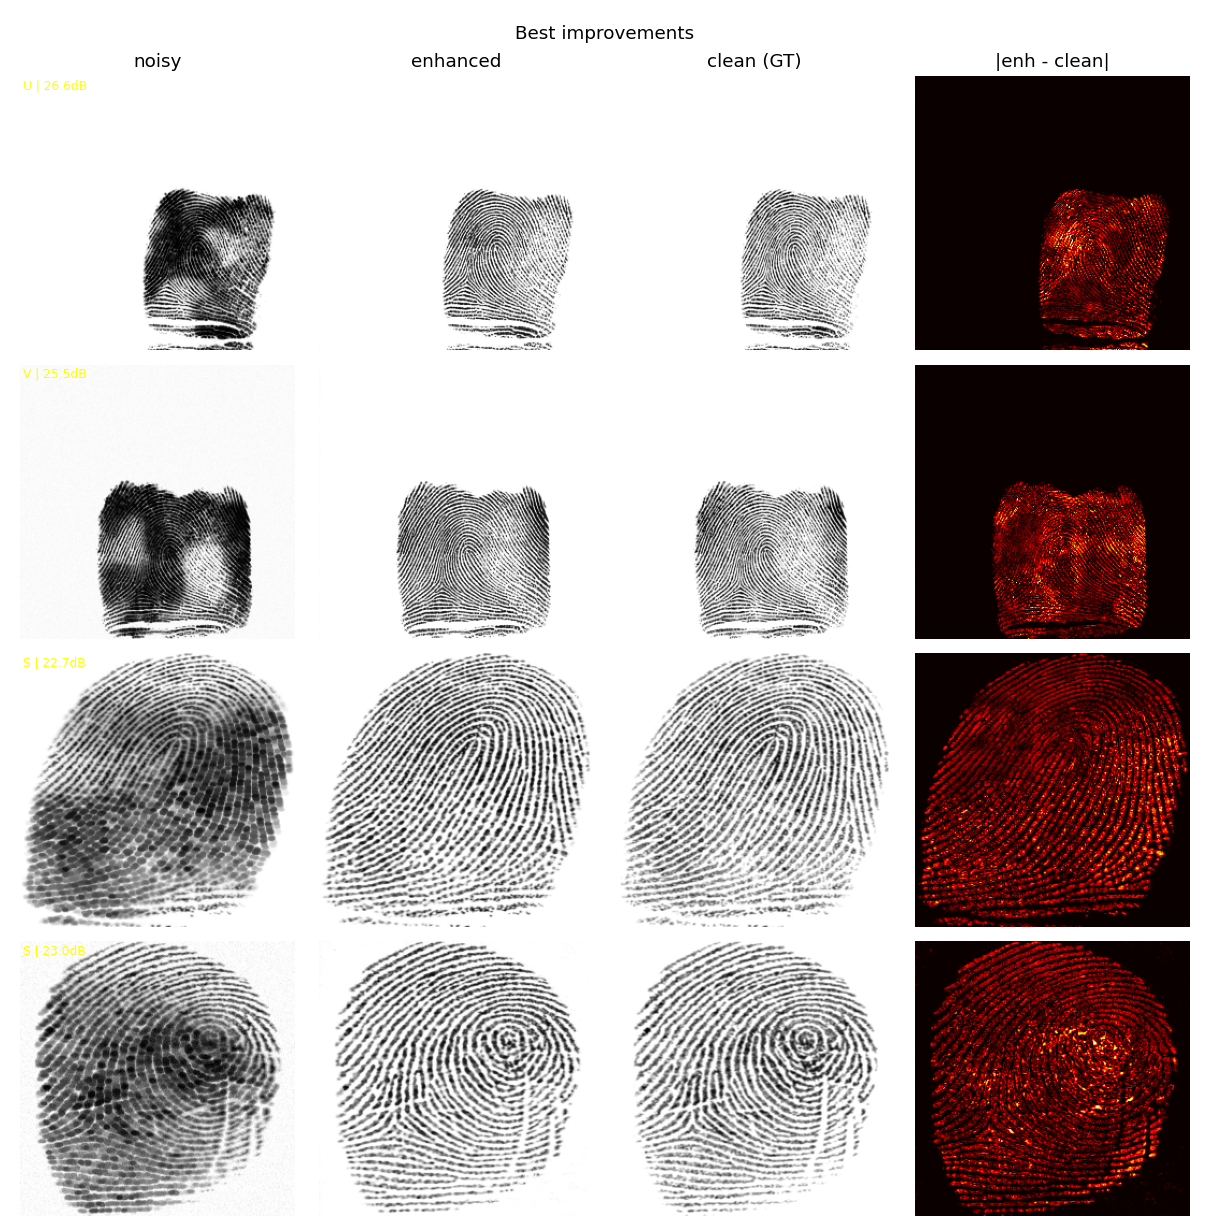 Best improvements
noisy enhanced clean (GT) |enh - clean|
U | 26.6dB
V | 25.5dB
S | 22.7dB
S | 23.0dB